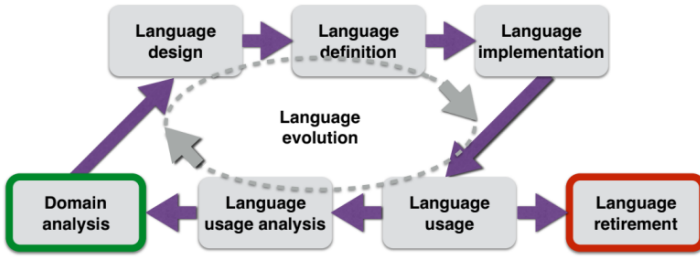 Language
design
Language
definition
Language
implementation
Language
evolution
Domain
analysis
Language
usage analysis
Language
usage
Language
retirement